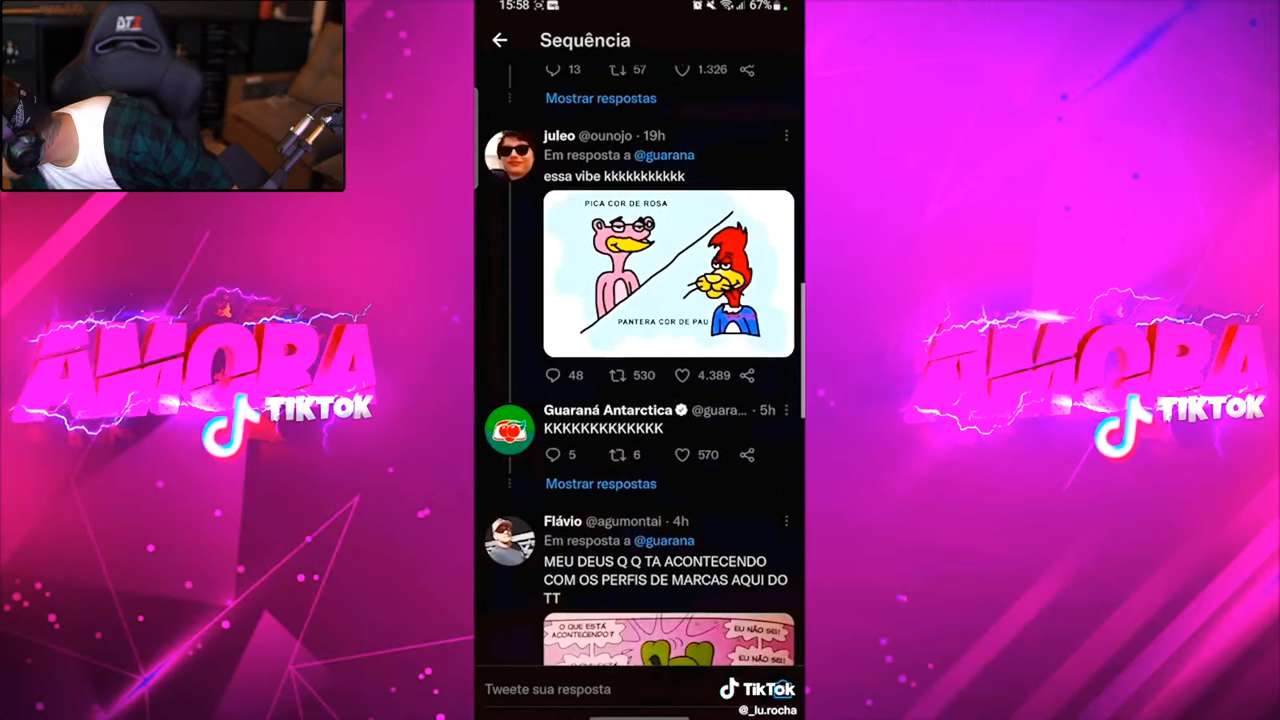 DT3
15:58
67%
Sequência
13 57 1.326
Mostrar respostas
juleo @ounojo · 19h
Em resposta a @guarana
essa vibe kkkkkkkkkkk
PICA COR DE ROSA
PANTERA COR DE PAU
48 530 4.389
Guaraná Antarctica @guara... · 5h
KKKKKKKKKKKKK
5 6 570
Mostrar respostas
Flávio @agumontai · 4h
Em resposta a @guarana
MEU DEUS Q Q TA ACONTECENDO
COM OS PERFIS DE MARCAS AQUI DO
TT
O QUE ESTÁ
ACONTECENDO?
EU NÃO SEI!
EU NÃO SEI!
Tweete sua resposta
TikTok
@_lu.rocha
AMORA
TIKTOK
AMORA
TIKTOK